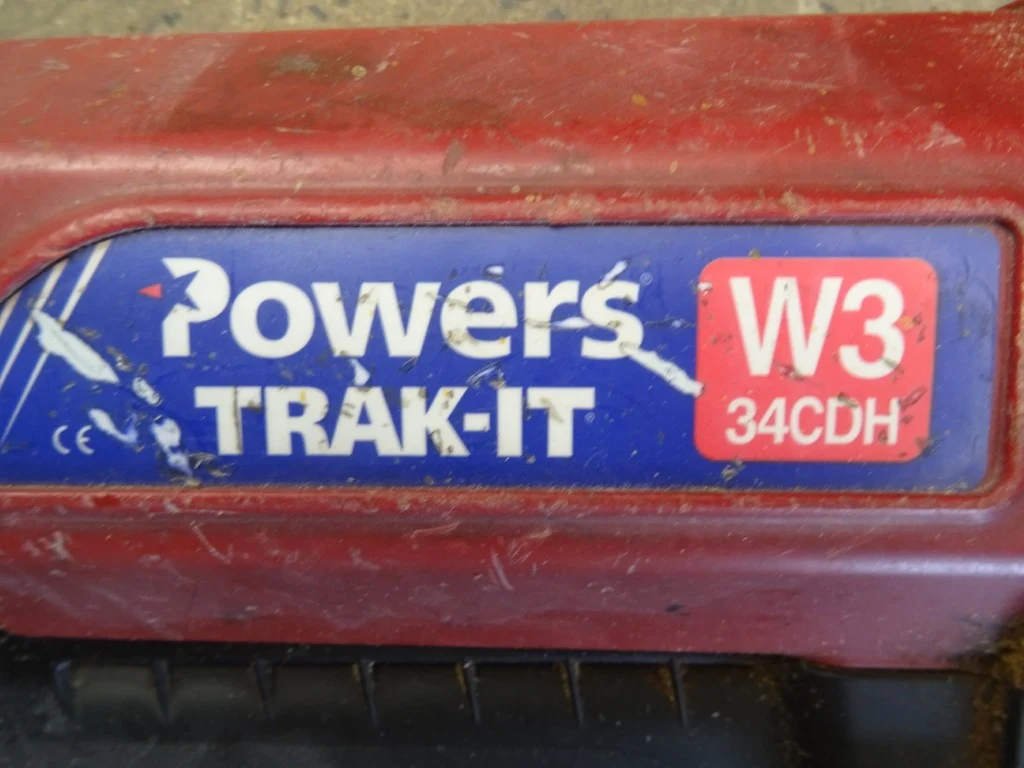 Powers
TRAK-IT
W3
34CDH
CE